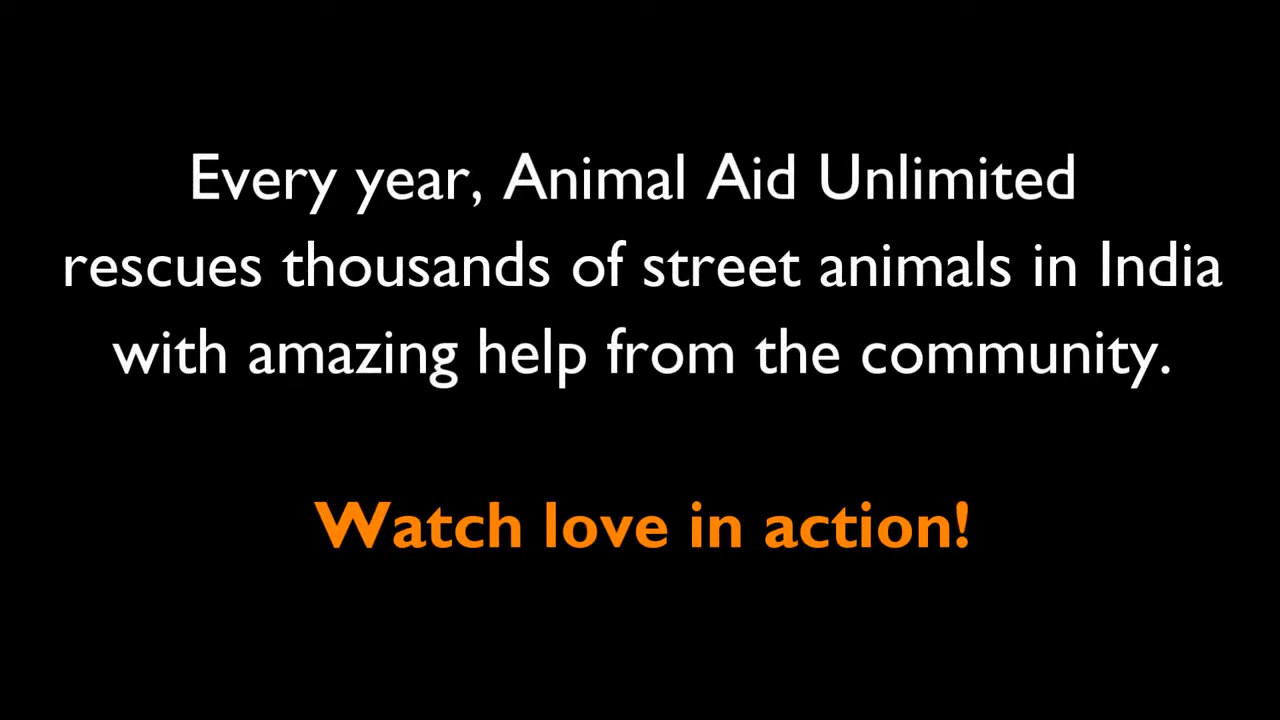 Every year, Animal Aid Unlimited
rescues thousands of street animals in India
with amazing help from the community.
Watch love in action!